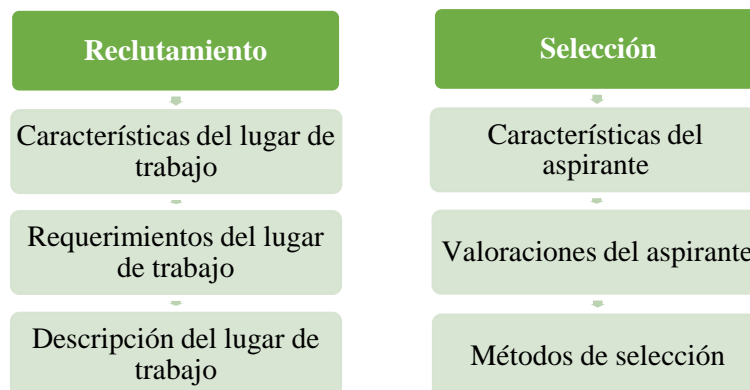 Reclutamiento
Características del lugar de
trabajo
Requerimientos del lugar
de trabajo
Descripción del lugar de
trabajo
Selección
Características del
aspirante
Valoraciones del aspirante
Métodos de selección